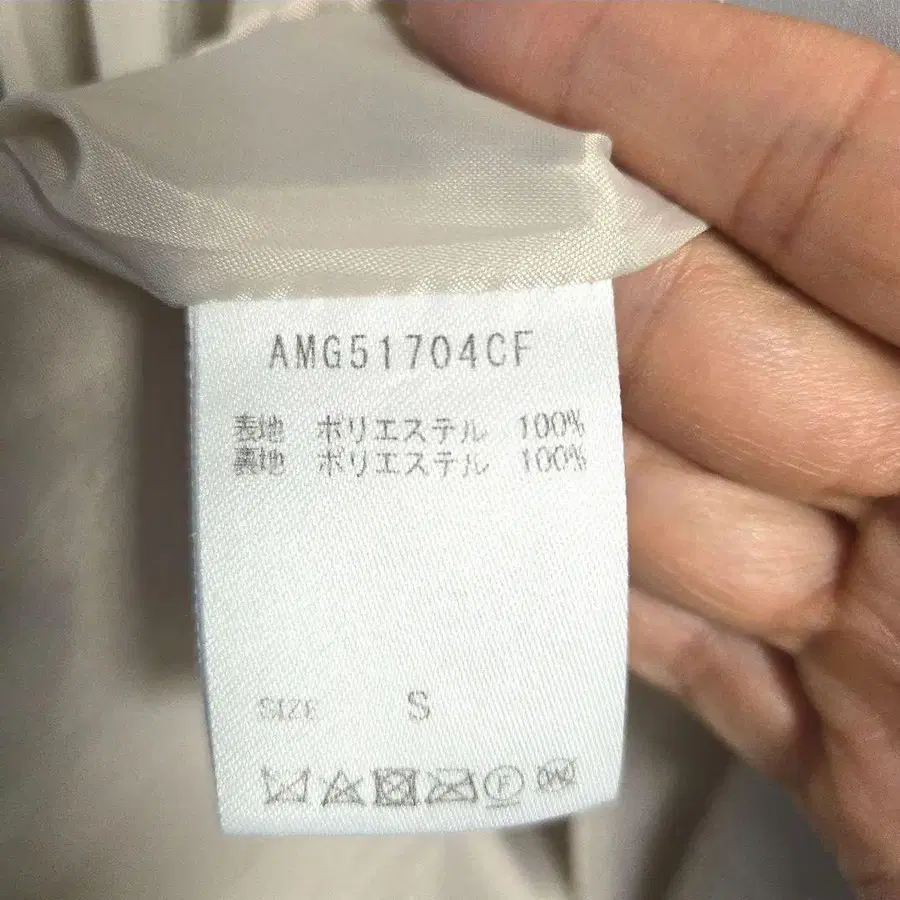 AMG51704CF
表地 ポリエステル 100%
裏地 ポリエステル 100%
SIZE S
F W